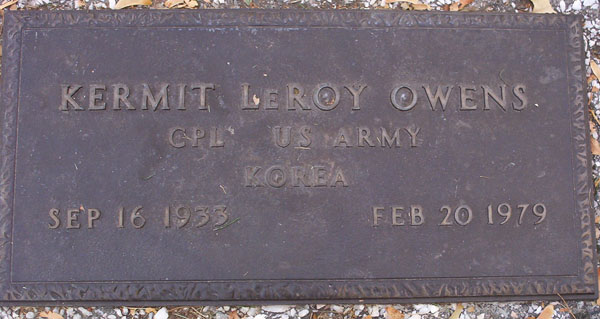 KERMIT LeROY OWENS
CPL US ARMY
KOREA
SEP 16 1933 FEB 20 1979